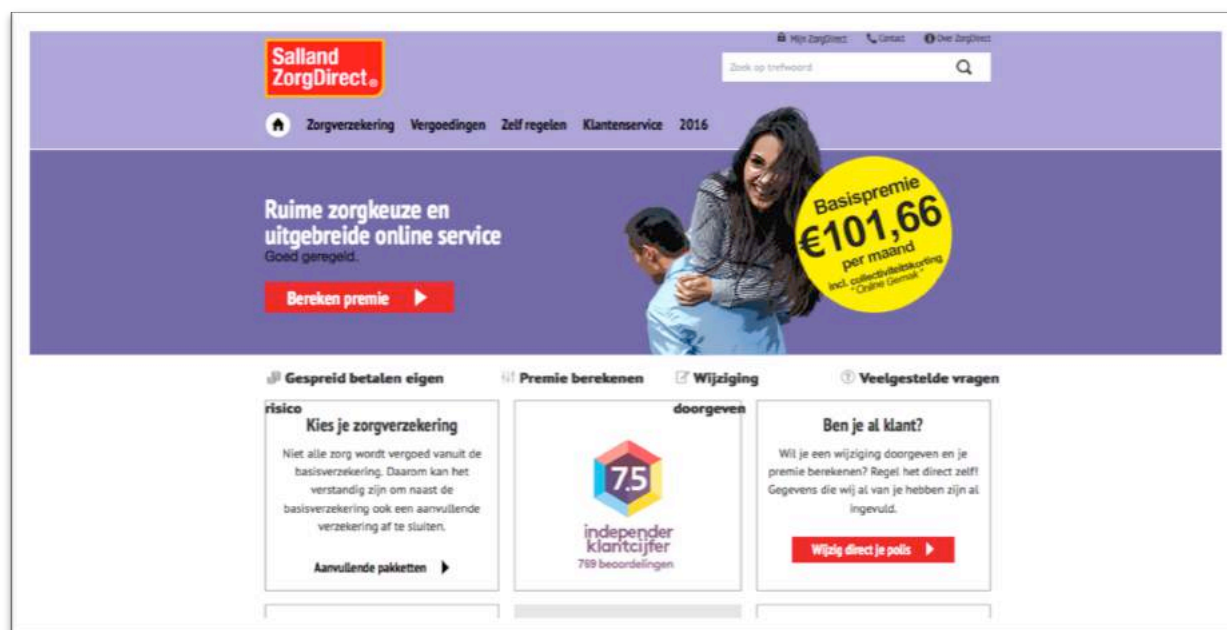 Mijn ZorgDirect Contact Over ZorgDirect
Salland
ZorgDirect®
Zoek op trefwoord
Zorgverzekering Vergoedingen Zelf regelen Klantenservice 2016
Ruime zorgkeuze en
uitgebreide online service
Goed geregeld.
Bereken premie
Basispremie
€101,66
per maand
incl. collectiviteitskorting
"Online Gemak"
Gespreid betalen eigen
risico
Premie berekenen
Wijziging
doorgeven
Veelgestelde vragen
Kies je zorgverzekering
Niet alle zorg wordt vergoed vanuit de
basisverzekering. Daarom kan het
verstandig zijn om naast de
basisverzekering ook een aanvullende
verzekering af te sluiten.
Aanvullende pakketten
7.5
independer
klantcijfer
769 beoordelingen
Ben je al klant?
Wil je een wijziging doorgeven en je
premie berekenen? Regel het direct zelf!
Gegevens die wij al van je hebben zijn al
ingevuld.
Wijzig direct je polis